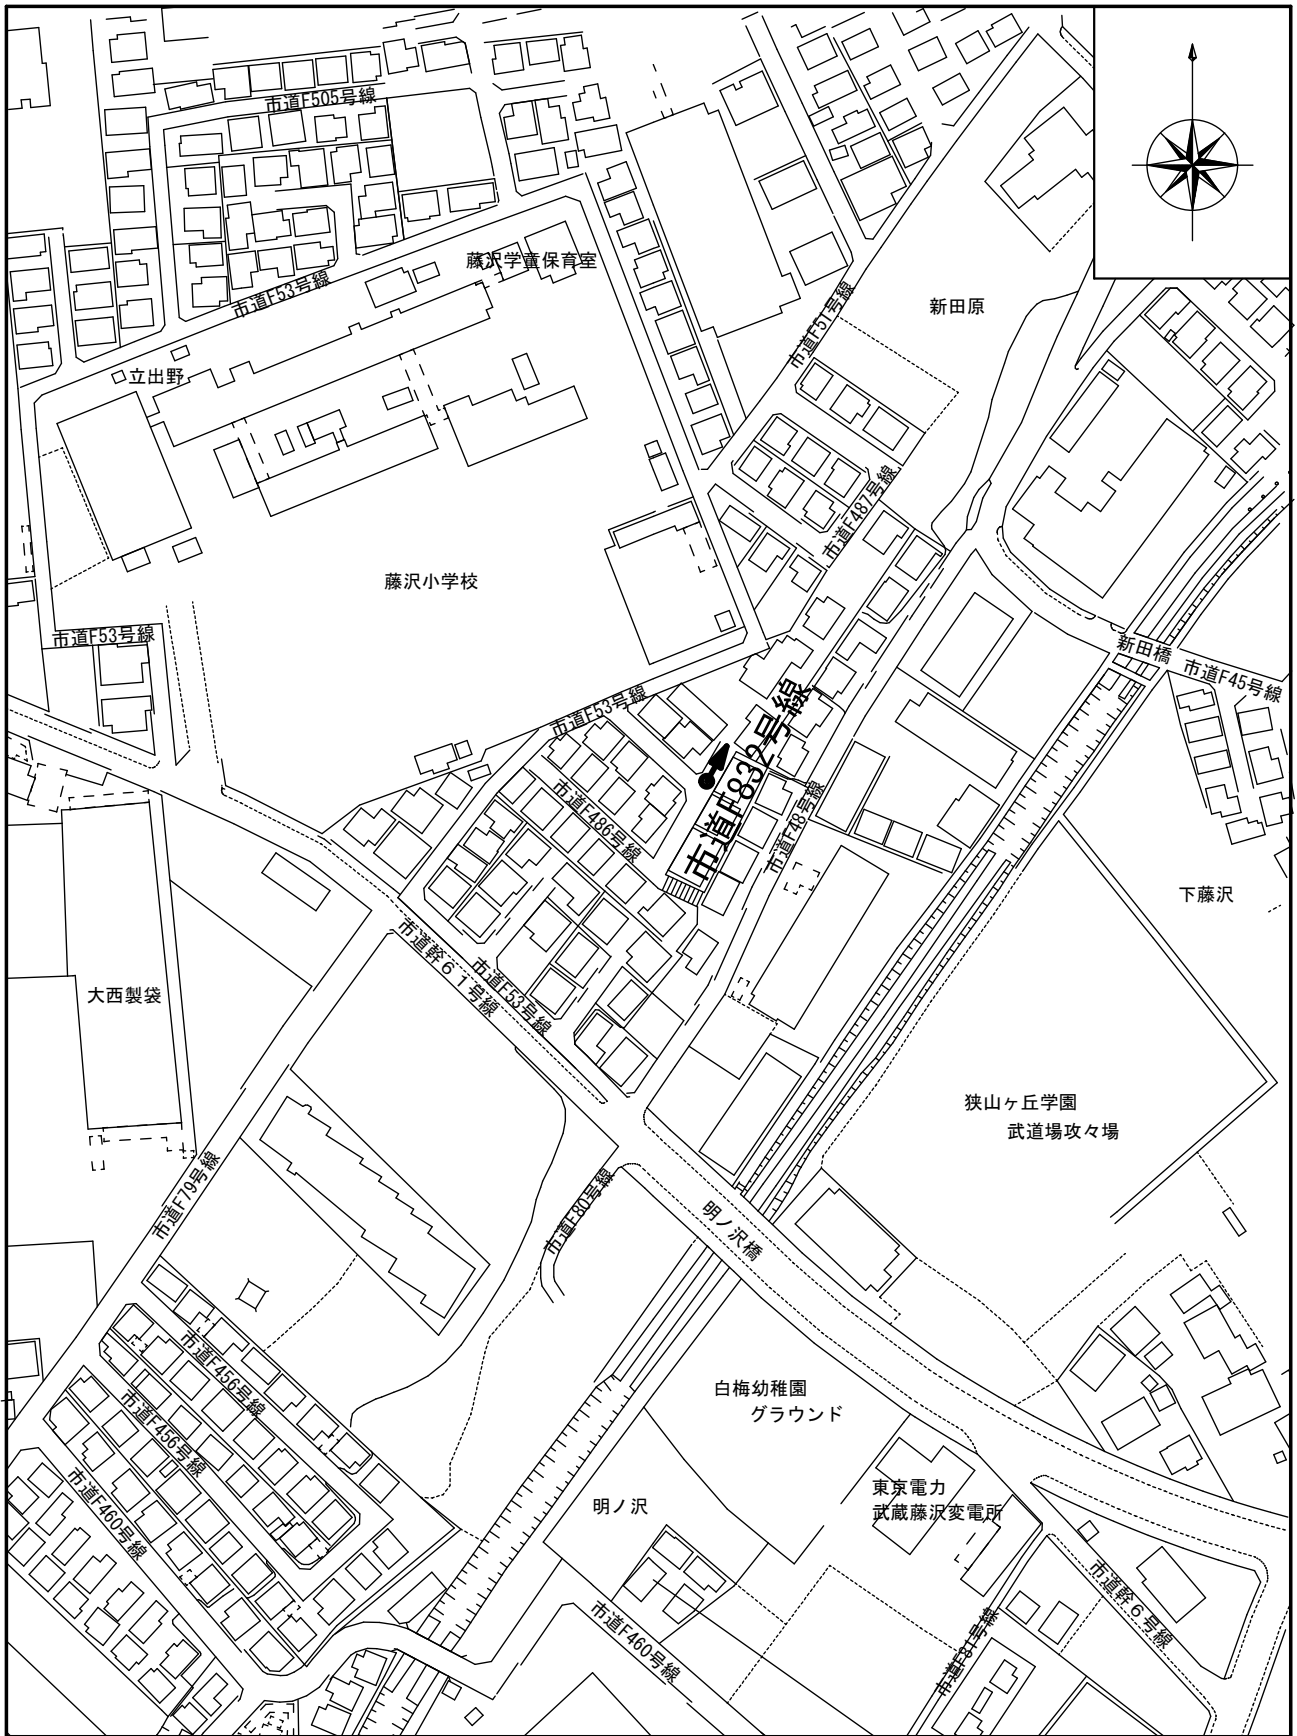 市道F505号線
藤沢学童保育室
市道F53号線
新田原
市道F51号線
立出野
市道F487号線
藤沢小学校
市道F53号線
新田橋
市道F45号線
市道F53号線
市道F832号線
市道F486号線
市道F48号線
下藤沢
市道幹61号線
市道F53号線
大西製袋
狭山ヶ丘学園
武道場攻々場
市道F79号線
市道F80号線
明ノ沢橋
市道F456号線
白梅幼稚園
グラウンド
市道F456号線
東京電力
武蔵藤沢変電所
市道F460号線
明ノ沢
市道幹6号線
市道F460号線
市道F81号線